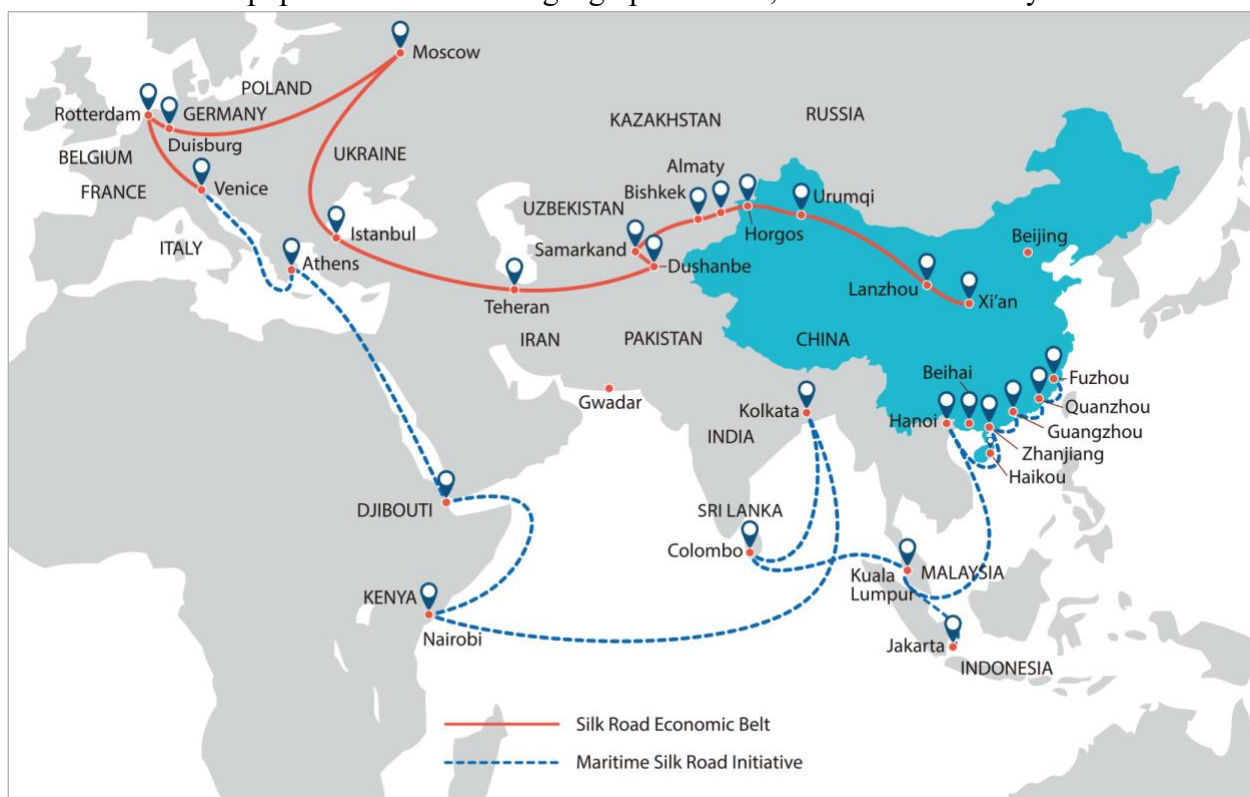 Moscow
POLAND
Rotterdam
GERMANY
Duisburg
BELGIUM
FRANCE
Venice
ITALY
UKRAINE
Istanbul
Athens
KAZAKHSTAN
RUSSIA
Almaty
Bishkek
UZBEKISTAN
Samarkand
Dushanbe
Horgos
Urumqi
Beijing
Lanzhou
Xi'an
Teheran
IRAN
PAKISTAN
CHINA
Gwadar
Kolkata
INDIA
Beihai
Hanoi
Fuzhou
Quanzhou
Guangzhou
Zhanjiang
Haikou
DJIBOUTI
SRI LANKA
Colombo
Kuala
Lumpur
MALAYSIA
KENYA
Nairobi
Jakarta
INDONESIA
Silk Road Economic Belt
Maritime Silk Road Initiative